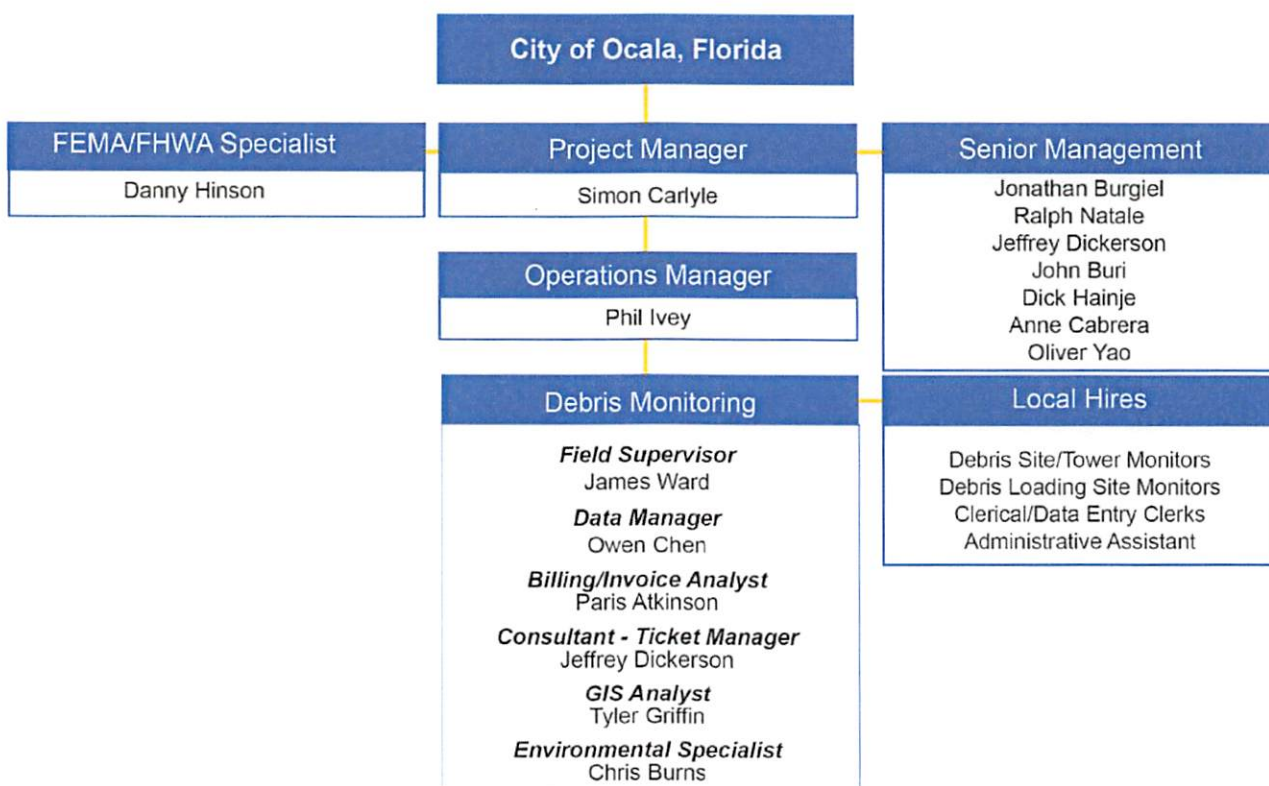 City of Ocala, Florida
FEMA/FHWA Specialist
Danny Hinson
Project Manager
Simon Carlyle
Senior Management
Jonathan Burgiel
Ralph Natale
Jeffrey Dickerson
John Buri
Dick Hainje
Anne Cabrera
Oliver Yao
Operations Manager
Phil Ivey
Debris Monitoring
Field Supervisor
James Ward
Data Manager
Owen Chen
Billing/Invoice Analyst
Paris Atkinson
Consultant - Ticket Manager
Jeffrey Dickerson
GIS Analyst
Tyler Griffin
Environmental Specialist
Chris Burns
Local Hires
Debris Site/Tower Monitors
Debris Loading Site Monitors
Clerical/Data Entry Clerks
Administrative Assistant